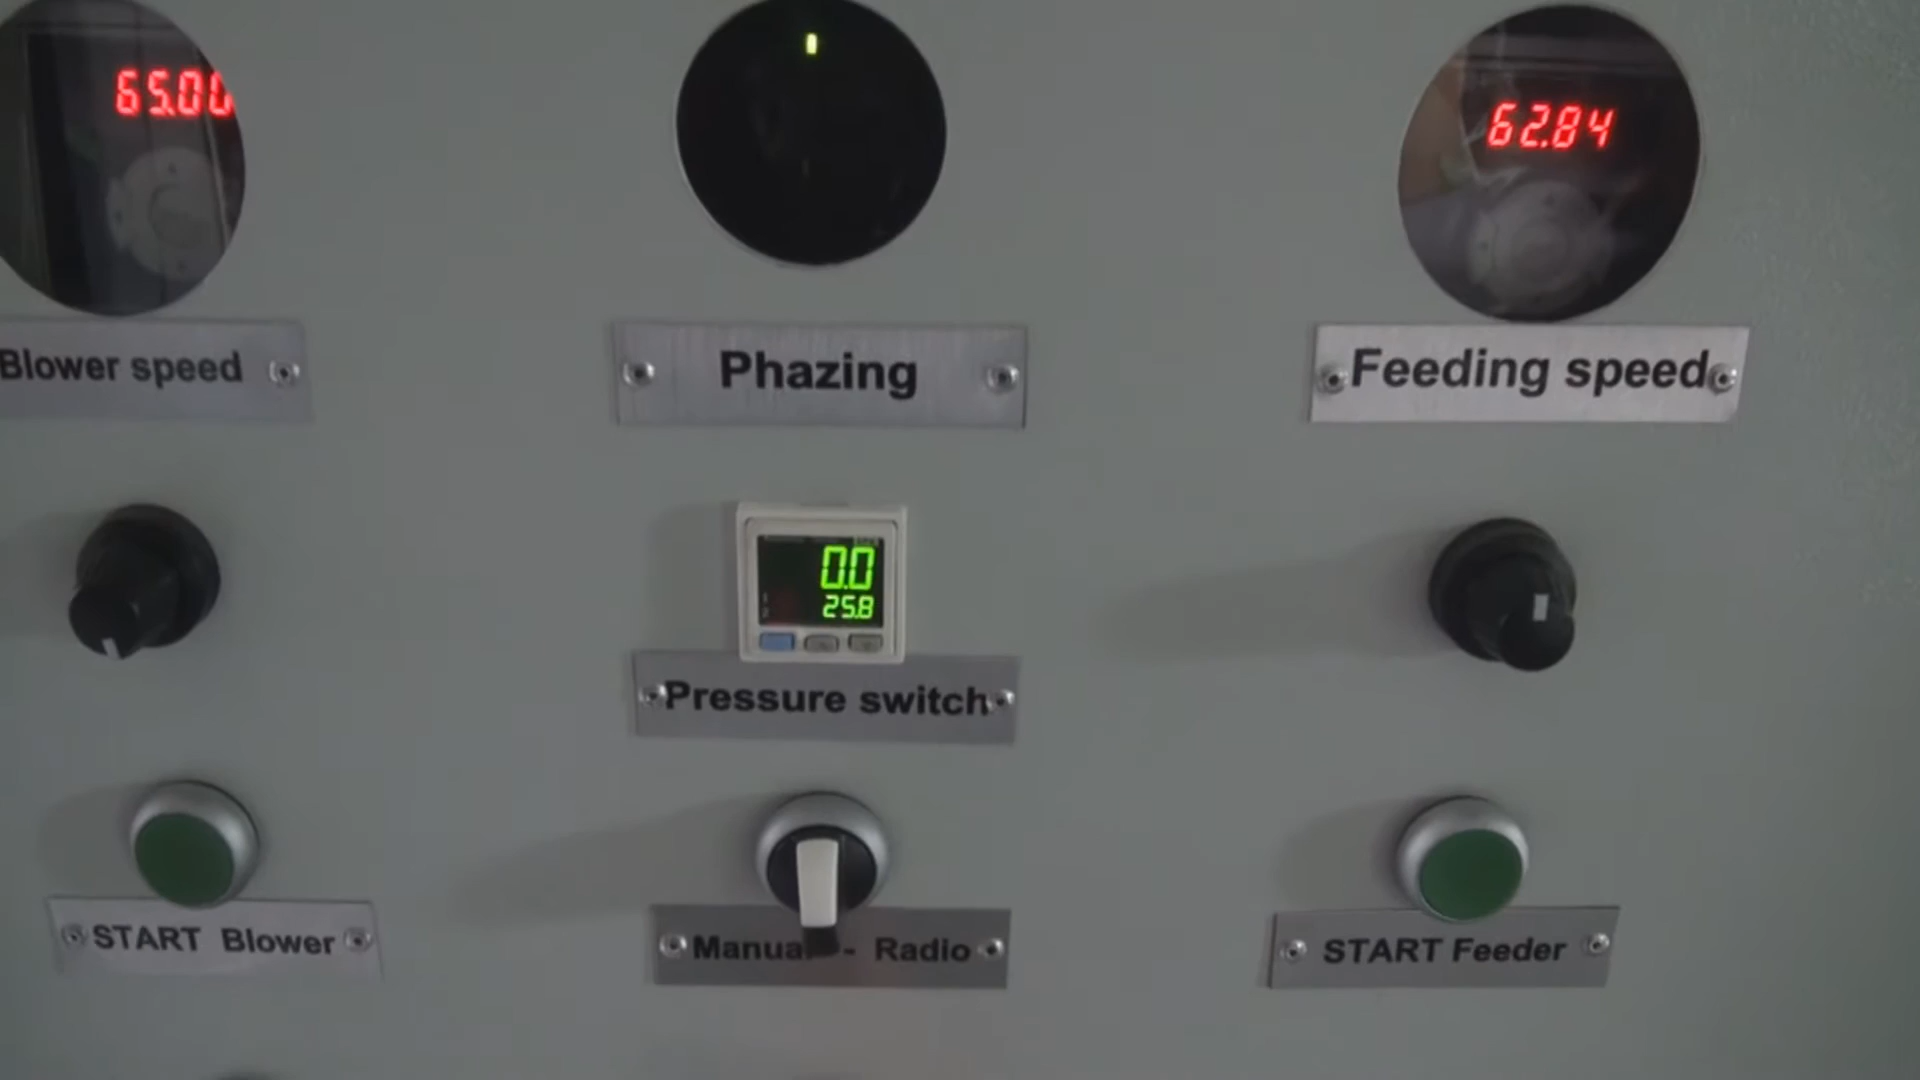 65.00
62.84
Blower speed
Phazing
Feeding speed
0.0
25.8
Pressure switch
START Blower
Manual - Radio
START Feeder